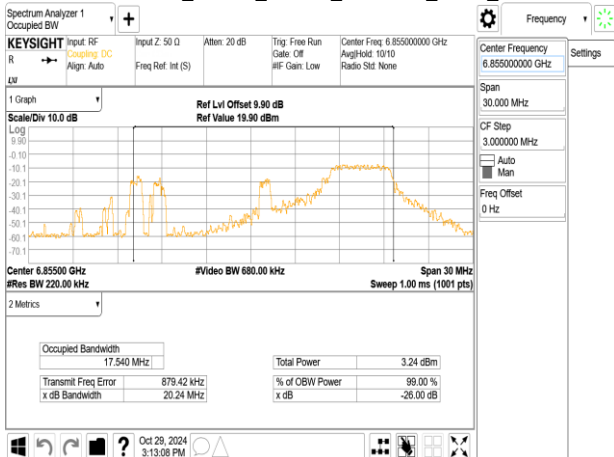 Spectrum Analyzer 1
Occupied BW
+
Frequency
KEYSIGHT Input: RF Input Z: 50 Ω Atten: 20 dB Trig: Free Run Center Freq: 6.855000000 GHz
R Coupling: DC Gate: Off Avg|Hold: 10/10
Align: Auto Freq Ref: Int (S) #IF Gain: Low Radio Std: None
LXI
Center Frequency
6.855000000 GHz
Settings
Span
30.000 MHz
CF Step
3.000000 MHz
Auto
Man
Freq Offset
0 Hz
1 Graph
Ref Lvl Offset 9.90 dB
Scale/Div 10.0 dB Ref Value 19.90 dBm
Log
9.90
-0.10
-10.1
-20.1
-30.1
-40.1
-50.1
-60.1
-70.1
Center 6.85500 GHz #Video BW 680.00 kHz Span 30 MHz
#Res BW 220.00 kHz Sweep 1.00 ms (1001 pts)
2 Metrics
Occupied Bandwidth
17.540 MHz Total Power 3.24 dBm
Transmit Freq Error 879.42 kHz % of OBW Power 99.00 %
x dB Bandwidth 20.24 MHz x dB -26.00 dB
? Oct 29, 2024
3:13:08 PM